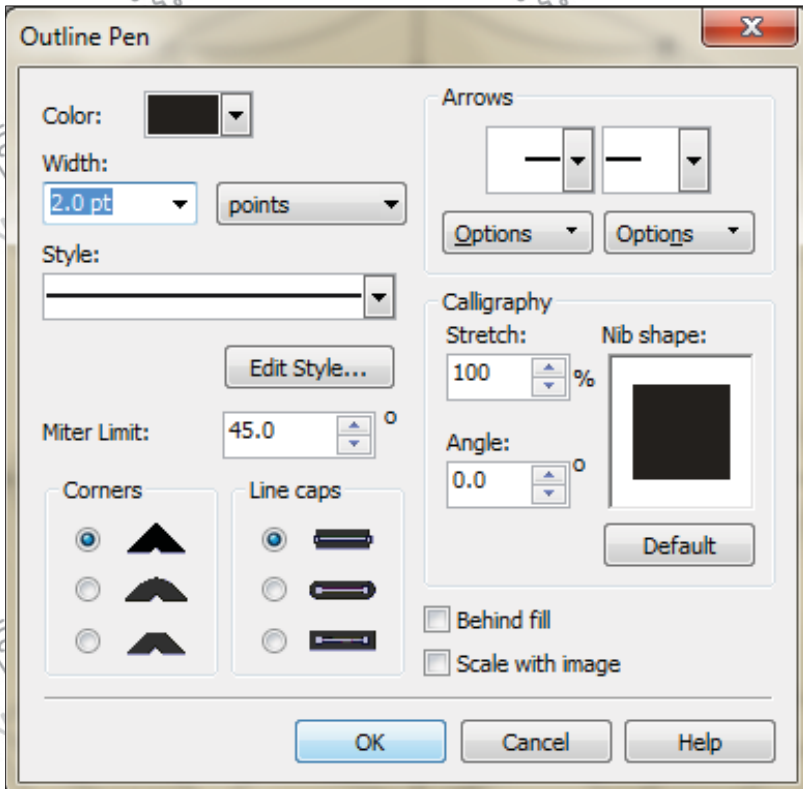 Outline Pen
Color:
Width:
2.0 pt
points
Style:
Edit Style...
Miter Limit:
45.0
o
Corners
Line caps
Arrows
Options
Options
Calligraphy
Stretch:
Nib shape:
100
%
Angle:
0.0
o
Default
Behind fill
Scale with image
OK
Cancel
Help